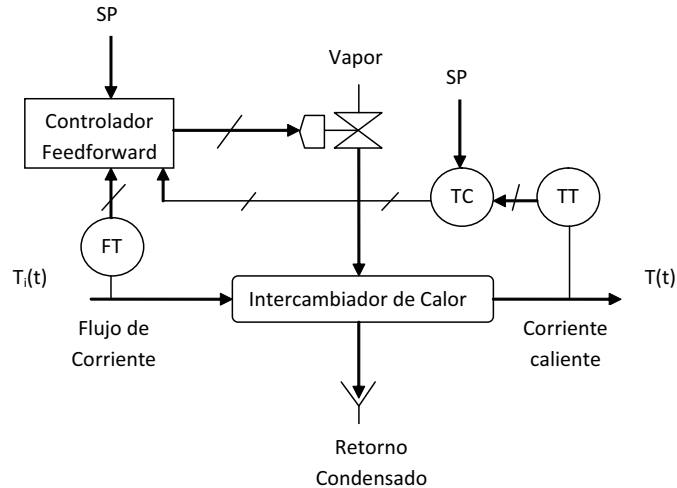 SP
Vapor
SP
Controlador
Feedforward
TC
TT
FT
Tᵢ(t)
T(t)
Intercambiador de Calor
Flujo de
Corriente
Corriente
caliente
Retorno
Condensado